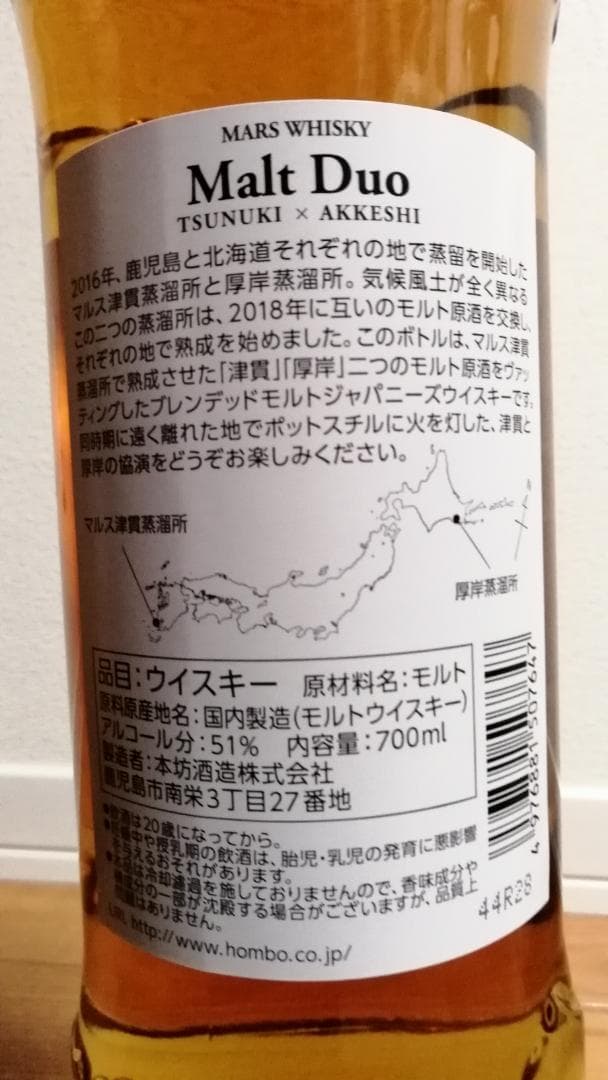 MARS WHISKY
Malt Duo
TSUNUKI × AKKESHI
2016年、鹿児島と北海道それぞれの地で蒸留を開始した
マルス津貫蒸溜所と厚岸蒸溜所。気候風土が全く異なる
この二つの蒸溜所は、2018年に互いのモルト原酒を交換し、
それぞれの地で熟成を始めました。このボトルは、マルス津貫
蒸溜所で熟成させた「津貫」「厚岸」二つのモルト原酒をヴァッ
ティングしたブレンデッドモルトジャパニーズウイスキーです。
同時期に遠く離れた地でポットスチルに火を灯した、津貫と
厚岸の協演をどうぞお楽しみください。
マルス津貫蒸溜所
厚岸蒸溜所
品目:ウイスキー 原材料名:モルト
原料原産地名:国内製造(モルトウイスキー)
アルコール分:51% 内容量:700ml
製造者:本坊酒造株式会社
鹿児島市南栄3丁目27番地
●飲酒は20歳になってから。
●妊娠中や授乳期の飲酒は、胎児・乳児の発育に悪影響
を与えるおそれがあります。
●本品は冷却濾過を施しておりませんので、香味成分や
の一部が沈殿する場合がございますが、品質上
問題はありません。
URL http://www.hombo.co.jp/
4 976881 507647
44R28